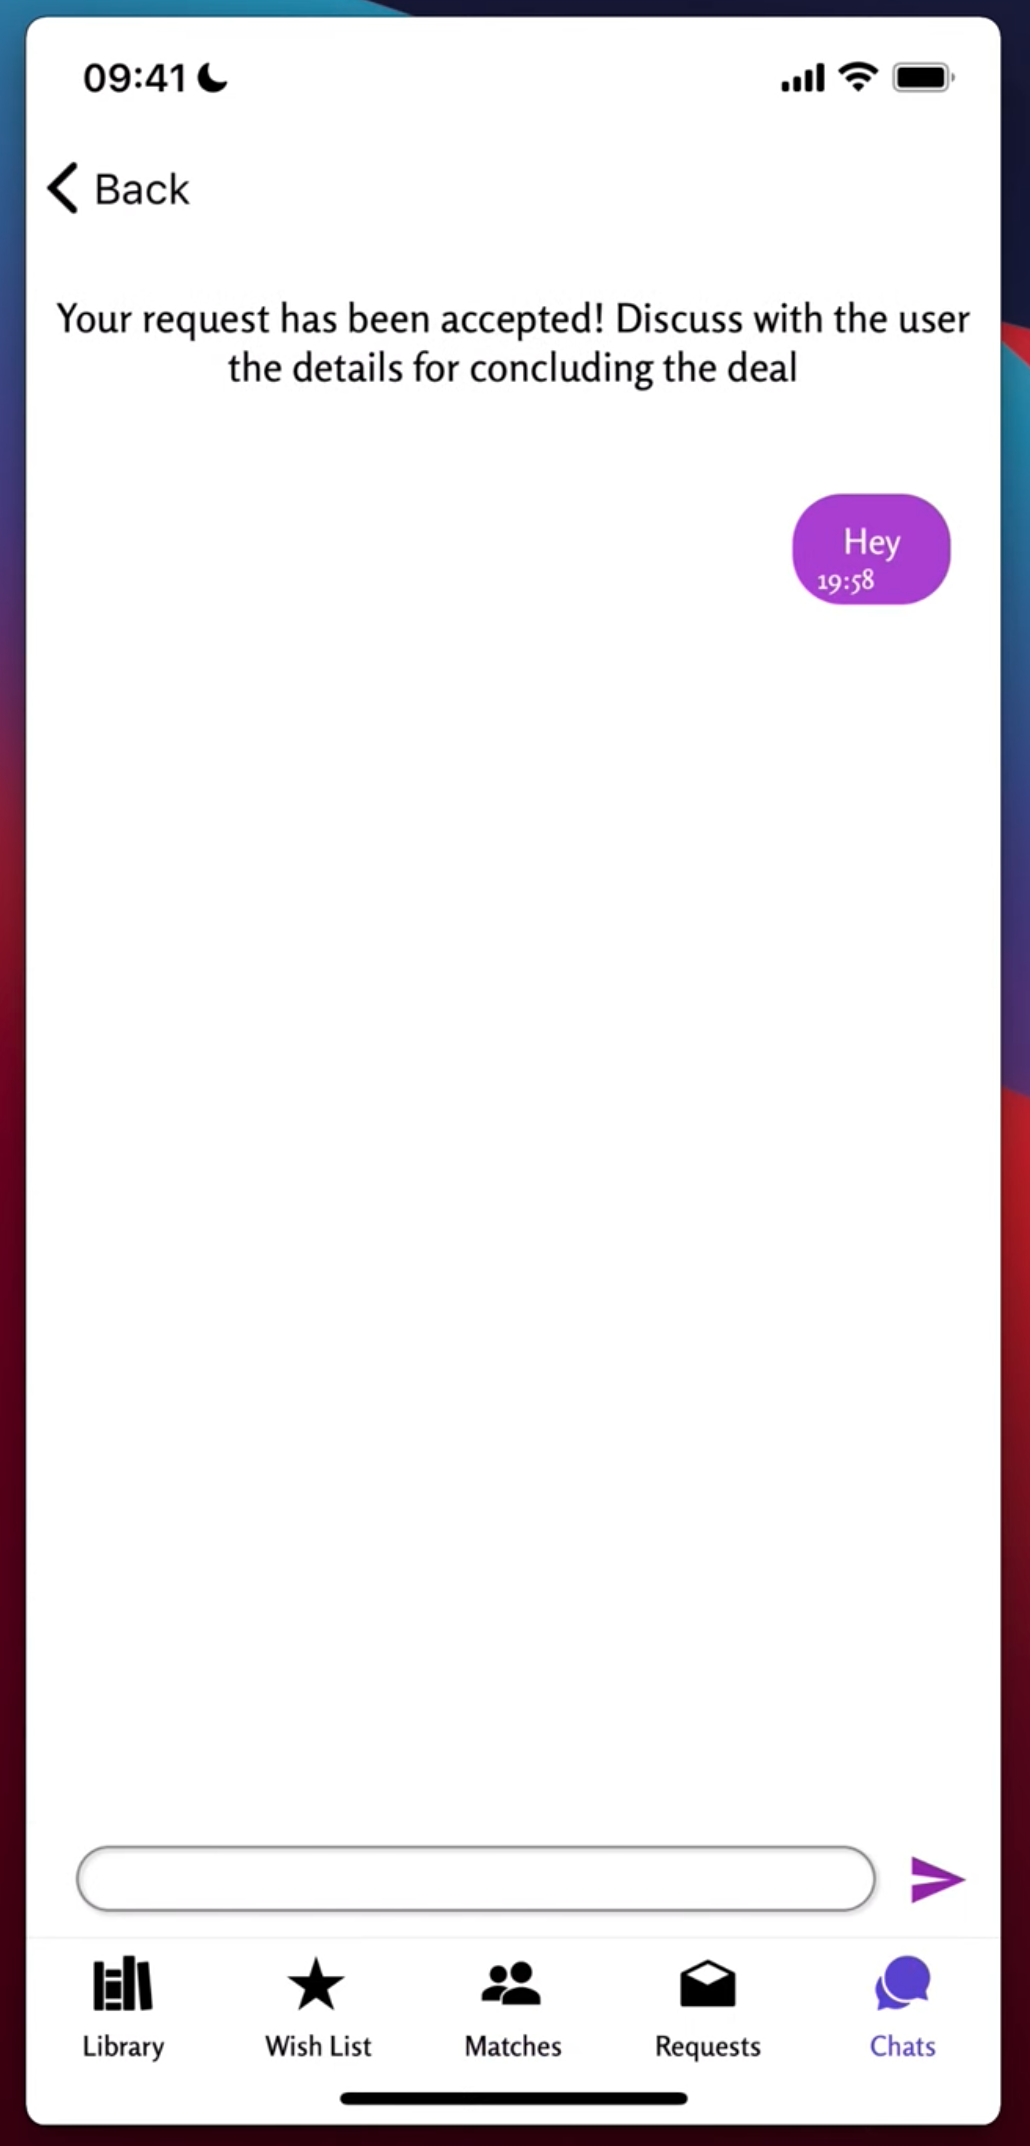 09:41
Back
Your request has been accepted! Discuss with the user
the details for concluding the deal
Hey
19:58
Library
Wish List
Matches
Requests
Chats